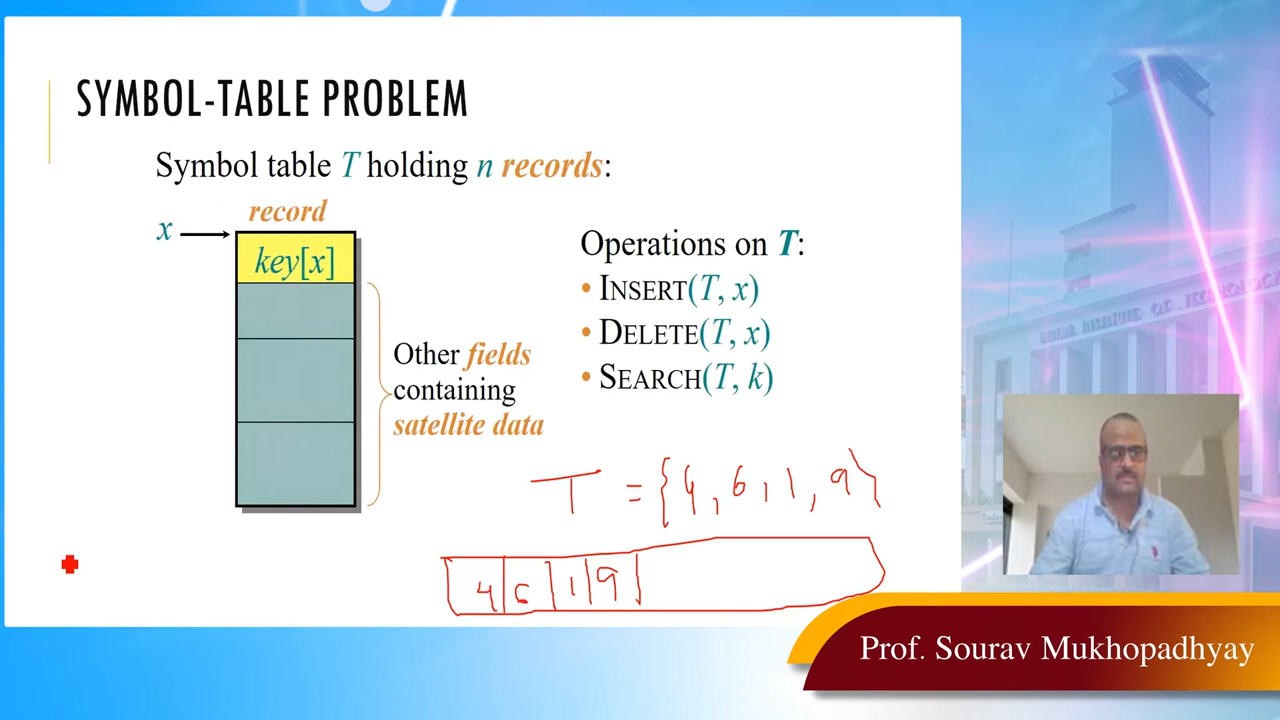 SYMBOL-TABLE PROBLEM
Symbol table T holding n records:
record
x
key[x]
Other fields
containing
satellite data
Operations on T:
• INSERT(T, x)
• DELETE(T, x)
• SEARCH(T, k)
T = {4, 6, 1, 9}
4 6 1 9
Prof. Sourav Mukhopadhyay